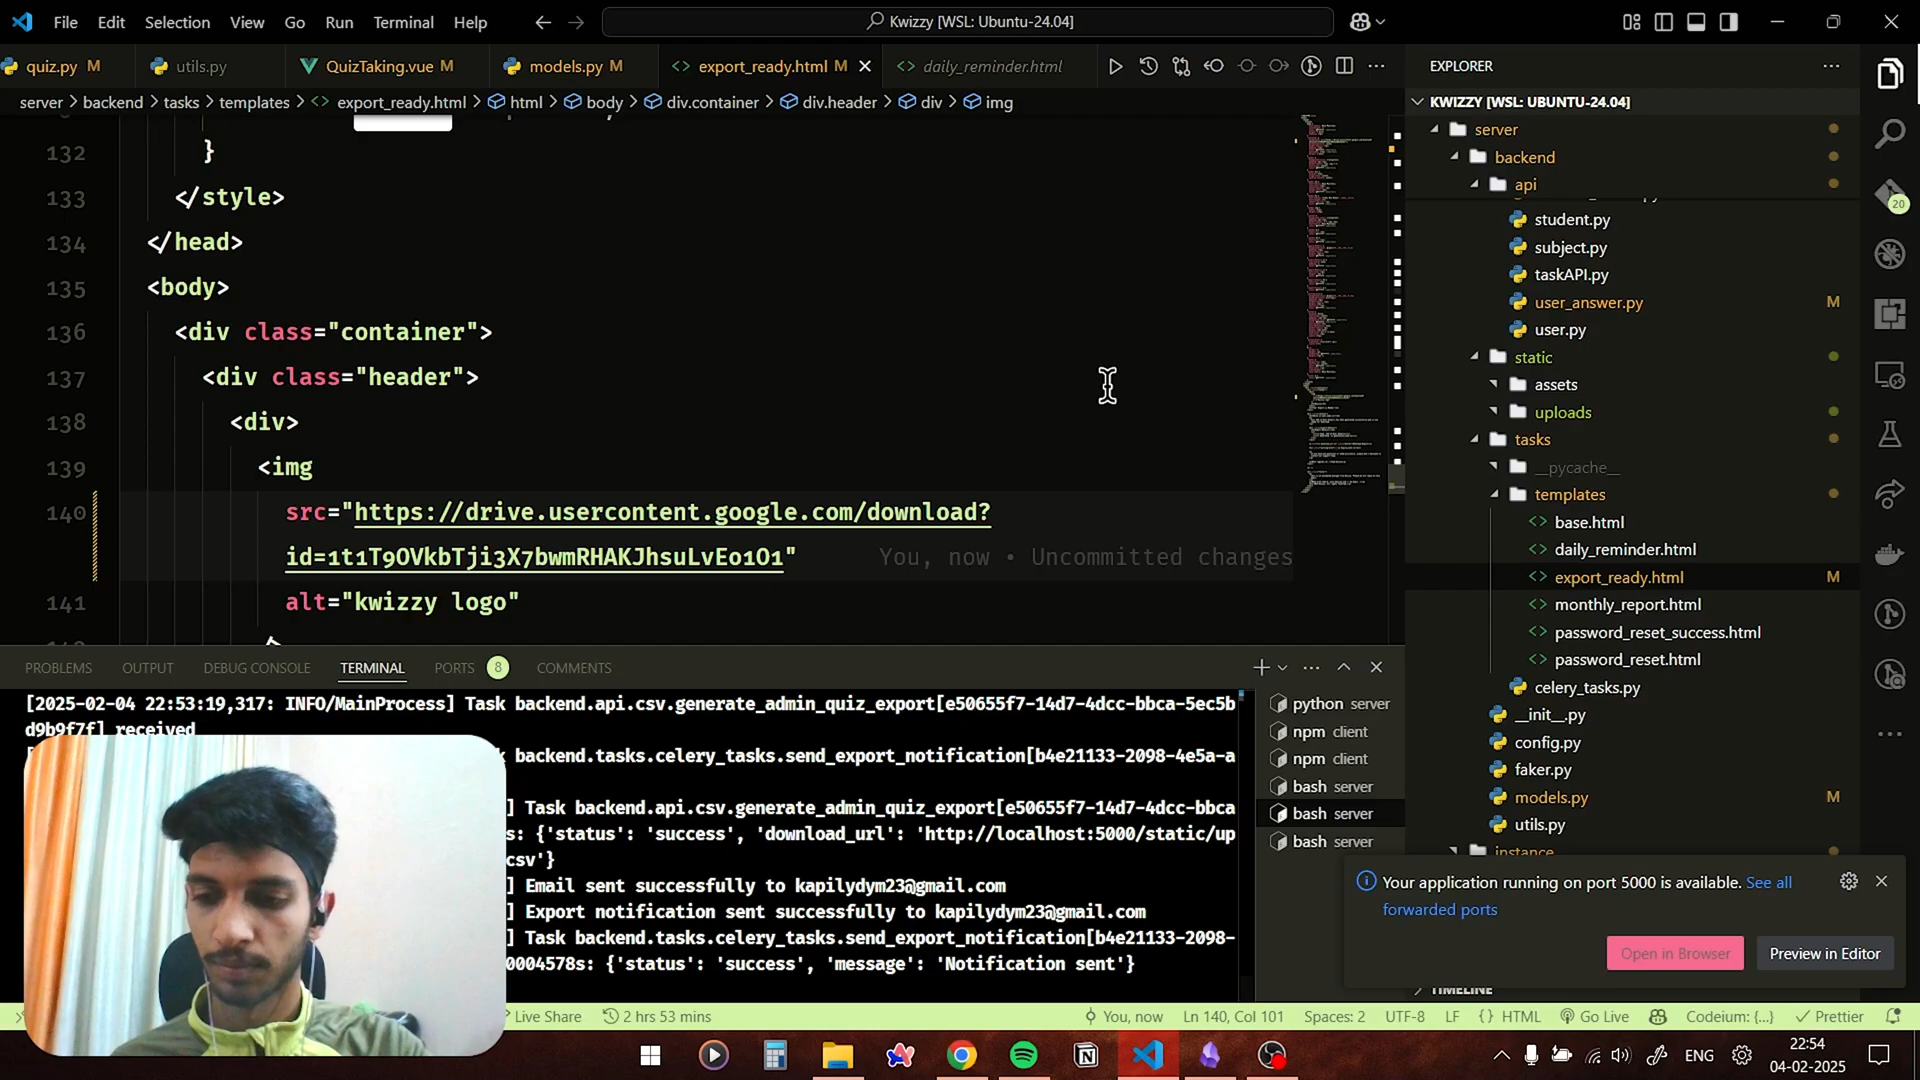 File Edit Selection View Go Run Terminal Help
Kwizzy [WSL: Ubuntu-24.04]
quiz.py M utils.py QuizTaking.vue M models.py M export_ready.html M daily_reminder.html
server > backend > tasks > templates > export_ready.html > html > body > div.container > div.header > div > img
132 }
133 </style>
134 </head>
135 <body>
136 <div class="container">
137 <div class="header">
138 <div>
139 <img
140 src="https://drive.usercontent.google.com/download?
id=1t1T9OVkbTji3X7bwmRHAKJhsuLvEo1O1" You, now • Uncommitted changes
141 alt="kwizzy logo"
PROBLEMS OUTPUT DEBUG CONSOLE TERMINAL PORTS 8 COMMENTS
[2025-02-04 22:53:19,317: INFO/MainProcess] Task backend.api.csv.generate_admin_quiz_export[e50655f7-14d7-4dcc-bbca-5ec5b
d9b9f7f] received
backend.tasks.celery_tasks.send_export_notification[b4e21133-2098-4e5a-a
] Task backend.api.csv.generate_admin_quiz_export[e50655f7-14d7-4dcc-bbca
s: {'status': 'success', 'download_url': 'http://localhost:5000/static/up
csv'}
] Email sent successfully to kapilydym23@gmail.com
] Export notification sent successfully to kapilydym23@gmail.com
] Task backend.tasks.celery_tasks.send_export_notification[b4e21133-2098-
0004578s: {'status': 'success', 'message': 'Notification sent'}
python server
npm client
npm client
bash server
bash server
bash server
EXPLORER
KWIZZY [WSL: UBUNTU-24.04]
server
backend
api
student.py
subject.py
taskAPI.py
user_answer.py M
user.py
static
assets
uploads
tasks
__pycache__
templates
base.html
daily_reminder.html
export_ready.html M
monthly_report.html
password_reset_success.html
password_reset.html
celery_tasks.py
__init__.py
config.py
faker.py
models.py M
utils.py
instance
TIMELINE
20
Your application running on port 5000 is available. See all
forwarded ports
Open in Browser Preview in Editor
Live Share 2 hrs 53 mins You, now Ln 140, Col 101 Spaces: 2 UTF-8 LF {} HTML Go Live Codeium: {...} Prettier
ENG
22:54
04-02-2025